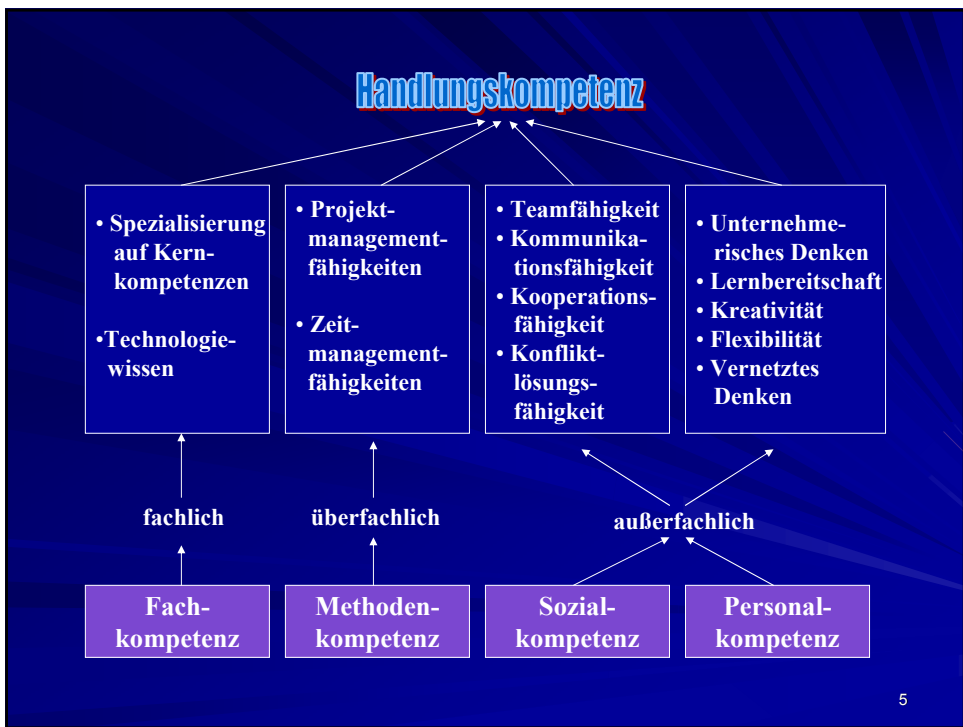 Handlungskompetenz
• Spezialisierung
auf Kern-
kompetenzen
•Technologie-
wissen
• Projekt-
management-
fähigkeiten
• Zeit-
management-
fähigkeiten
• Teamfähigkeit
• Kommunika-
tionsfähigkeit
• Kooperations-
fähigkeit
• Konflikt-
lösungs-
fähigkeit
• Unternehme-
risches Denken
• Lernbereitschaft
• Kreativität
• Flexibilität
• Vernetztes
Denken
fachlich
überfachlich
außerfachlich
Fach-
kompetenz
Methoden-
kompetenz
Sozial-
kompetenz
Personal-
kompetenz
5